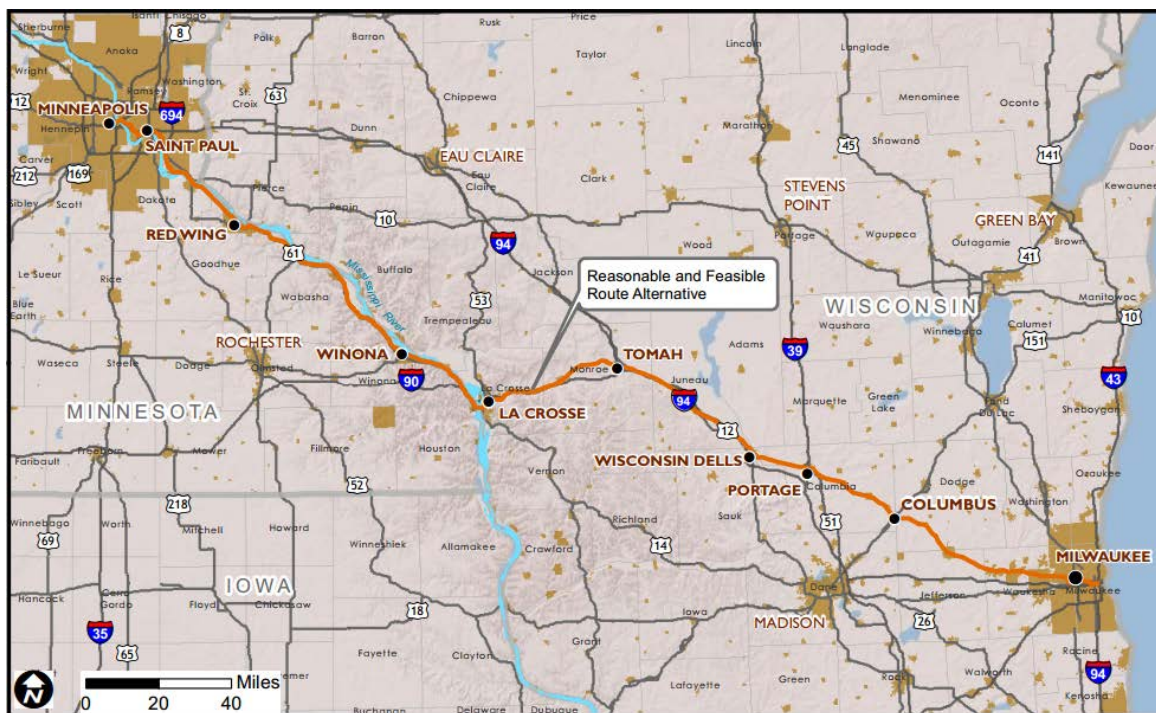 Sherburne
Isanti
Chisago
8
Polk
Barron
Rusk
Price
Taylor
Lincoln
Langlade
Oconto
Anoka
Wright
Washington
Ramsey
12
MINNEAPOLIS
694
St.
Croix
63
Chippewa
Menominee
Hennepin
SAINT PAUL
Dunn
Marathon
45
Shawano
141
Door
Carver
212
169
EAU CLAIRE
Eau
Claire
Clark
Kewaunee
Sibley
Scott
Dakota
Pierce
Pepin
10
STEVENS
POINT
GREEN BAY
RED WING
61
94
Wood
Portage
Waupaca
Outagamie
Brown
41
Le Sueur
Rice
Goodhue
Buffalo
Jackson
Mississippi River
Reasonable and Feasible
Route Alternative
WISCONSIN
Manitowoc
Blue
Earth
Wabasha
53
Trempealeau
Adams
Waushara
Winnebago
Calumet
10
151
ROCHESTER
WINONA
TOMAH
39
Waseca
Steele
Dodge
Olmsted
Winona
90
La Crosse
Monroe
Juneau
Marquette
Green
Lake
Fond
Du Lac
43
Sheboygan
MINNESOTA
LA CROSSE
94
12
Faribault
Freeborn
Mower
Fillmore
Houston
Vernon
WISCONSIN DELLS
PORTAGE
Columbia
Dodge
Washington
Ozaukee
52
COLUMBUS
218
Richland
Sauk
51
Winnebago
Worth
Mitchell
Howard
69
Winneshiek
Allamakee
Crawford
14
MILWAUKEE
IOWA
Dane
Jefferson
Waukesha
Milwaukee
Hancock
Cerro
Gordo
Floyd
Chickasaw
18
Iowa
MADISON
26
35
65
Fayette
Clayton
Grant
Racine
N
Miles
Lafayette
Green
Rock
Walworth
94
Kenosha
0
20
40
Buchanan
Delaware
Dubuque